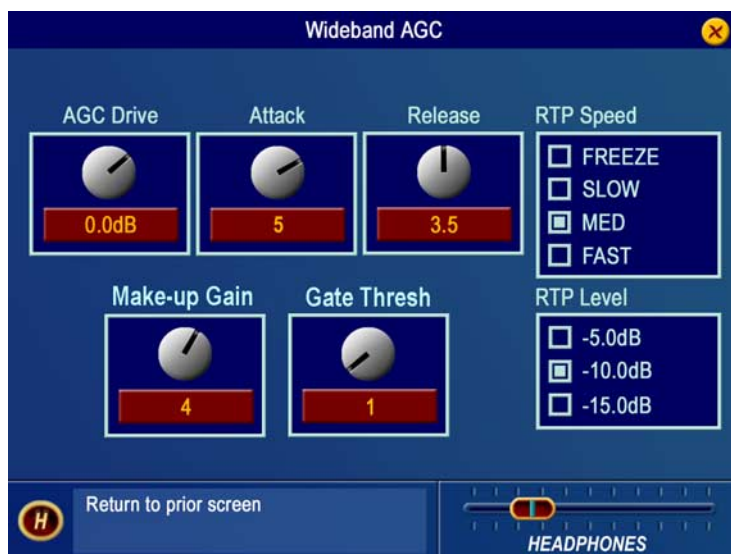 Wideband AGC
AGC Drive
0.0dB
Attack
5
Release
3.5
RTP Speed
FREEZE
SLOW
MED
FAST
Make-up Gain
4
Gate Thresh
1
RTP Level
-5.0dB
-10.0dB
-15.0dB
H
Return to prior screen
HEADPHONES